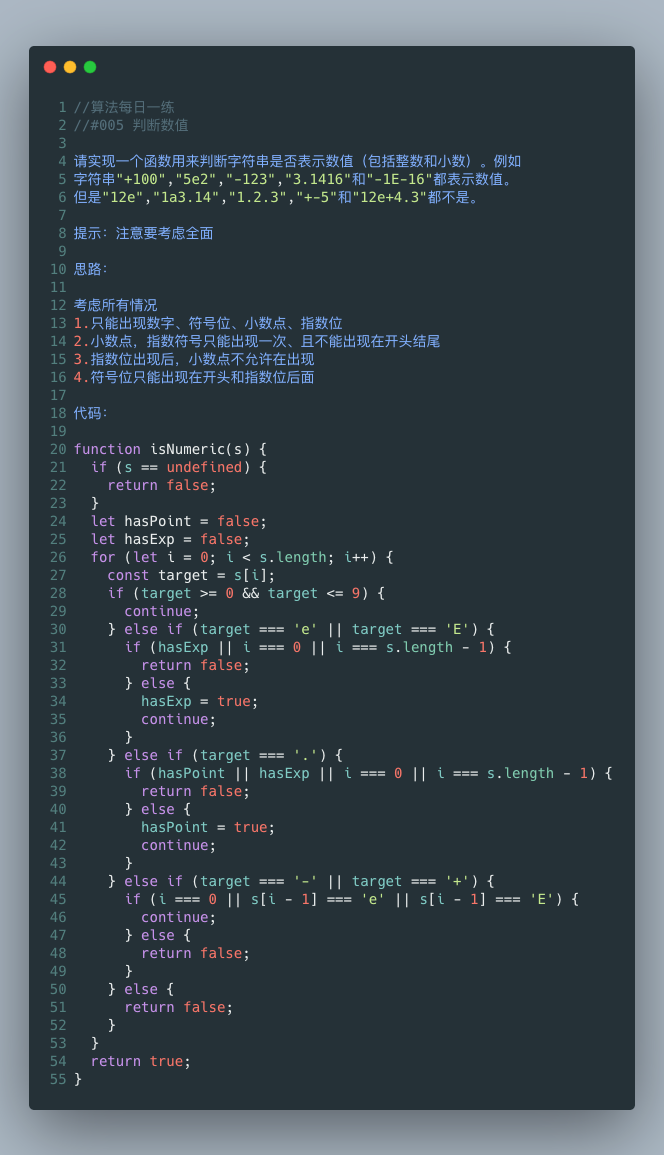 1 //算法每日一练
2 //#005 判断数值
3
4 请实现一个函数用来判断字符串是否表示数值（包括整数和小数）。例如
5 字符串"+100","5e2","-123","3.1416"和"-1E-16"都表示数值。
6 但是"12e","1a3.14","1.2.3","+-5"和"12e+4.3"都不是。
7
8 提示：注意要考虑全面
9
10 思路：
11
12 考虑所有情况
13 1.只能出现数字、符号位、小数点、指数位
14 2.小数点，指数符号只能出现一次、且不能出现在开头结尾
15 3.指数位出现后，小数点不允许在出现
16 4.符号位只能出现在开头和指数位后面
17
18 代码：
19
20 function isNumeric(s) {
21   if (s == undefined) {
22     return false;
23   }
24   let hasPoint = false;
25   let hasExp = false;
26   for (let i = 0; i < s.length; i++) {
27     const target = s[i];
28     if (target >= 0 && target <= 9) {
29       continue;
30     } else if (target === 'e' || target === 'E') {
31       if (hasExp || i === 0 || i === s.length - 1) {
32         return false;
33       } else {
34         hasExp = true;
35         continue;
36       }
37     } else if (target === '.') {
38       if (hasPoint || hasExp || i === 0 || i === s.length - 1) {
39         return false;
40       } else {
41         hasPoint = true;
42         continue;
43       }
44     } else if (target === '-' || target === '+') {
45       if (i === 0 || s[i - 1] === 'e' || s[i - 1] === 'E') {
46         continue;
47       } else {
48         return false;
49       }
50     } else {
51       return false;
52     }
53   }
54   return true;
55 }